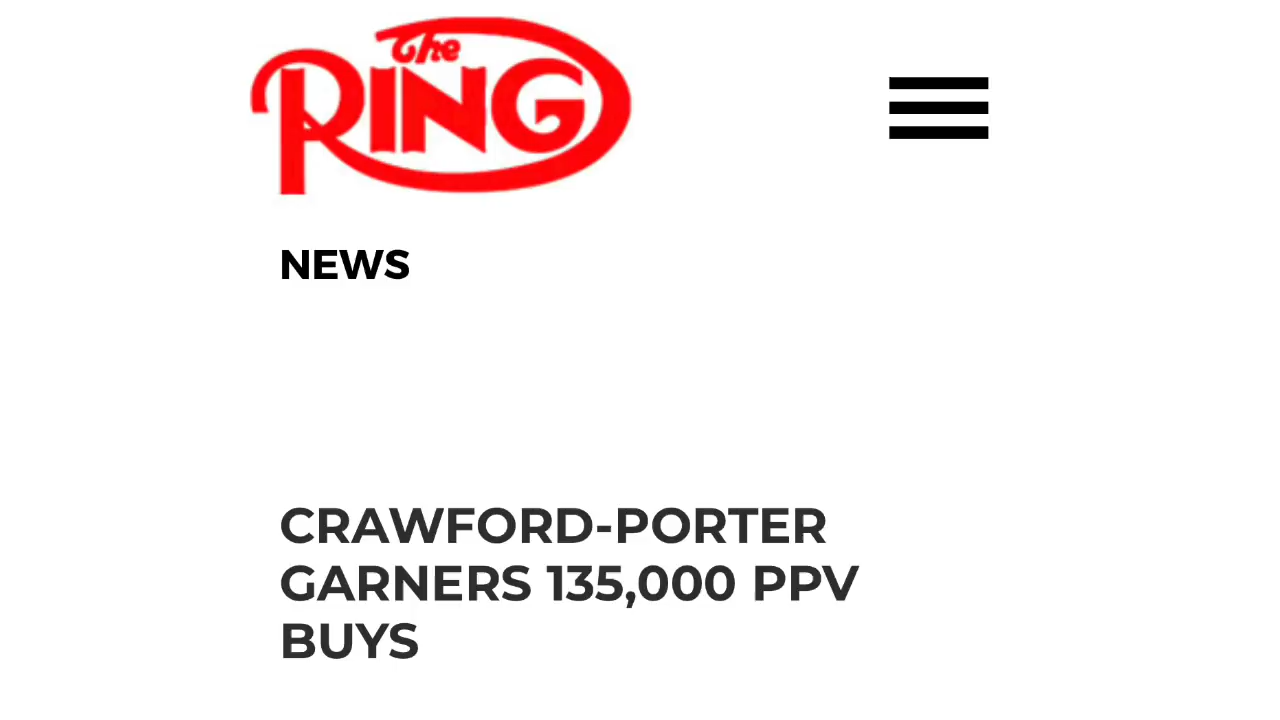 The
RING
NEWS
CRAWFORD-PORTER
GARNERS 135,000 PPV
BUYS